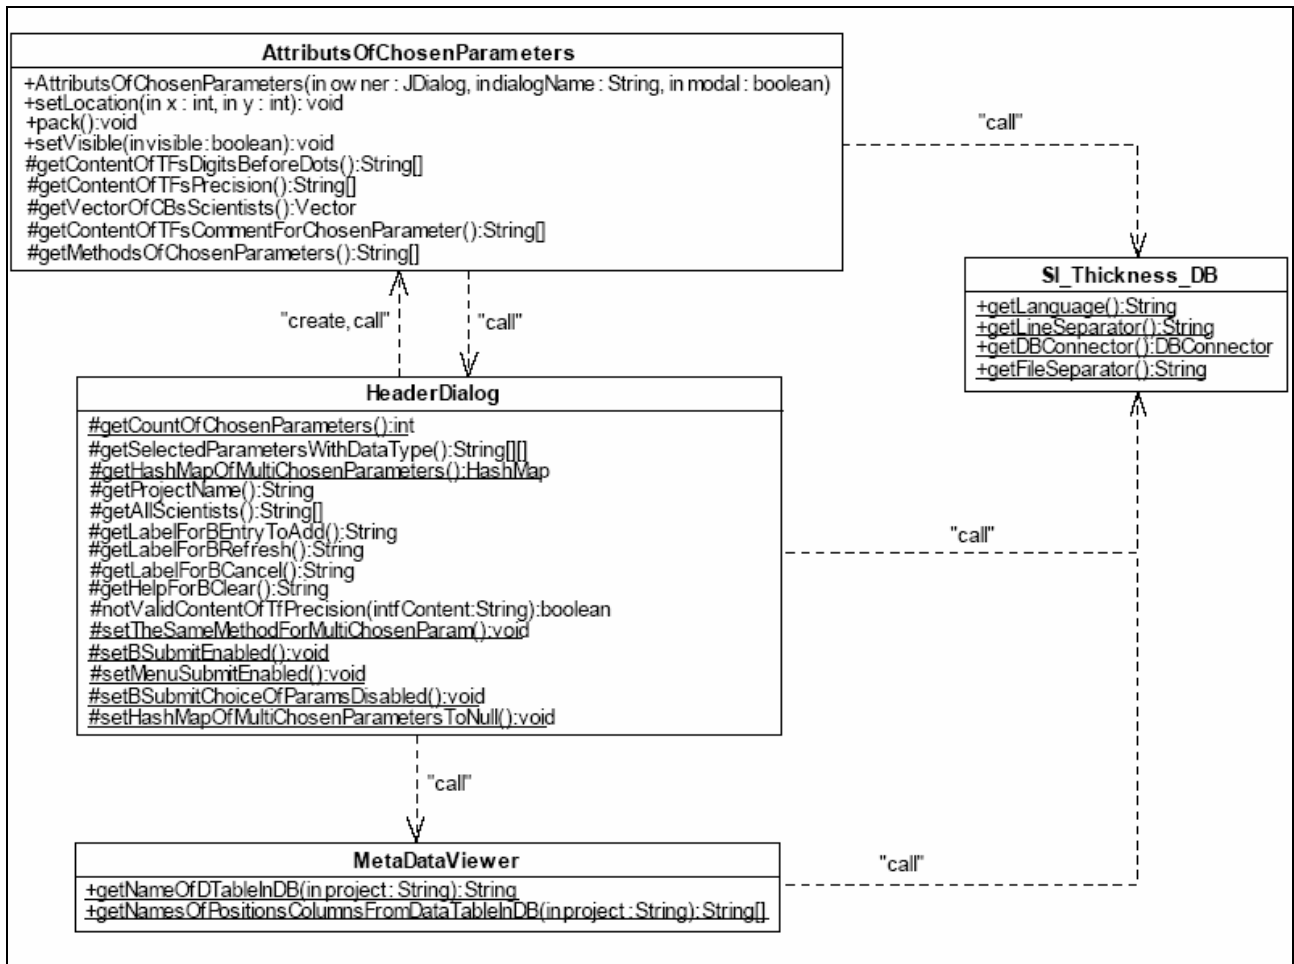 AttributsOfChosenParameters
+AttributsOfChosenParameters(in owner : JDialog, in dialogName : String, in modal : boolean)
+setLocation(in x : int, in y : int) : void
+pack():void
+setVisible(in visible : boolean):void
#getContentOfTFsDigitsBeforeDots():String[]
#getContentOfTFsPrecision():String[]
#getVectorOfCBsScientists():Vector
#getContentOfTFsCommentForChosenParameter():String[]
#getMethodsOfChosenParameters():String[]
"call"
SI_Thickness_DB
+getLanguage():String
+getLineSeparator():String
+getDBConnector():DBConnector
+getFileSeparator():String
"create, call"
"call"
HeaderDialog
#getCountOfChosenParameters():int
#getSelectedParametersWithDataType():String[][]
#getHashMapOfMultiChosenParameters():HashMap
#getProjectName():String
#getAllScientists():String[]
#getLabelForBEntryToAdd():String
#getLabelForBRefresh():String
#getLabelForBCancel():String
#getHelpForBClear():String
#notValidContentOfTfPrecision(in tfContent:String):boolean
#setTheSameMethodForMultiChosenParam():void
#setBSubmitEnabled():void
#setMenuSubmitEnabled():void
#setBSubmitChoiceOfParamsDisabled():void
#setHashMapOfMultiChosenParametersToNull():void
"call"
"call"
MetaDataViewer
+getNameOfDTableInDB(in project : String) : String
+getNamesOfPositionsColumnsFromDataTableInDB(in project : String) : String[]
"call"